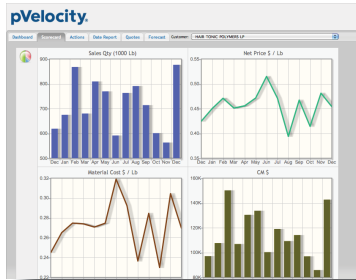 pVelocity.
Dashboard Scorecard Actions Data Report Quotes Forecast Customer: HAIR TONIC POLYMERS LP
Sales Qty (1000 Lb)
900
800
700
600
500
Dec Jan Feb Mar Apr May Jun Jul Aug Sep Oct Nov Dec
Net Price $ / Lb
0.55
0.50
0.45
0.40
0.35
Dec Jan Feb Mar Apr May Jun Jul Aug Sep Oct Nov Dec
Material Cost $ / Lb
0.32
0.30
0.28
0.26
0.24
0.22
CM $
160K
140K
120K
100K
80K